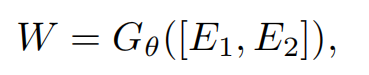 W = G_θ([E_1, E_2]),